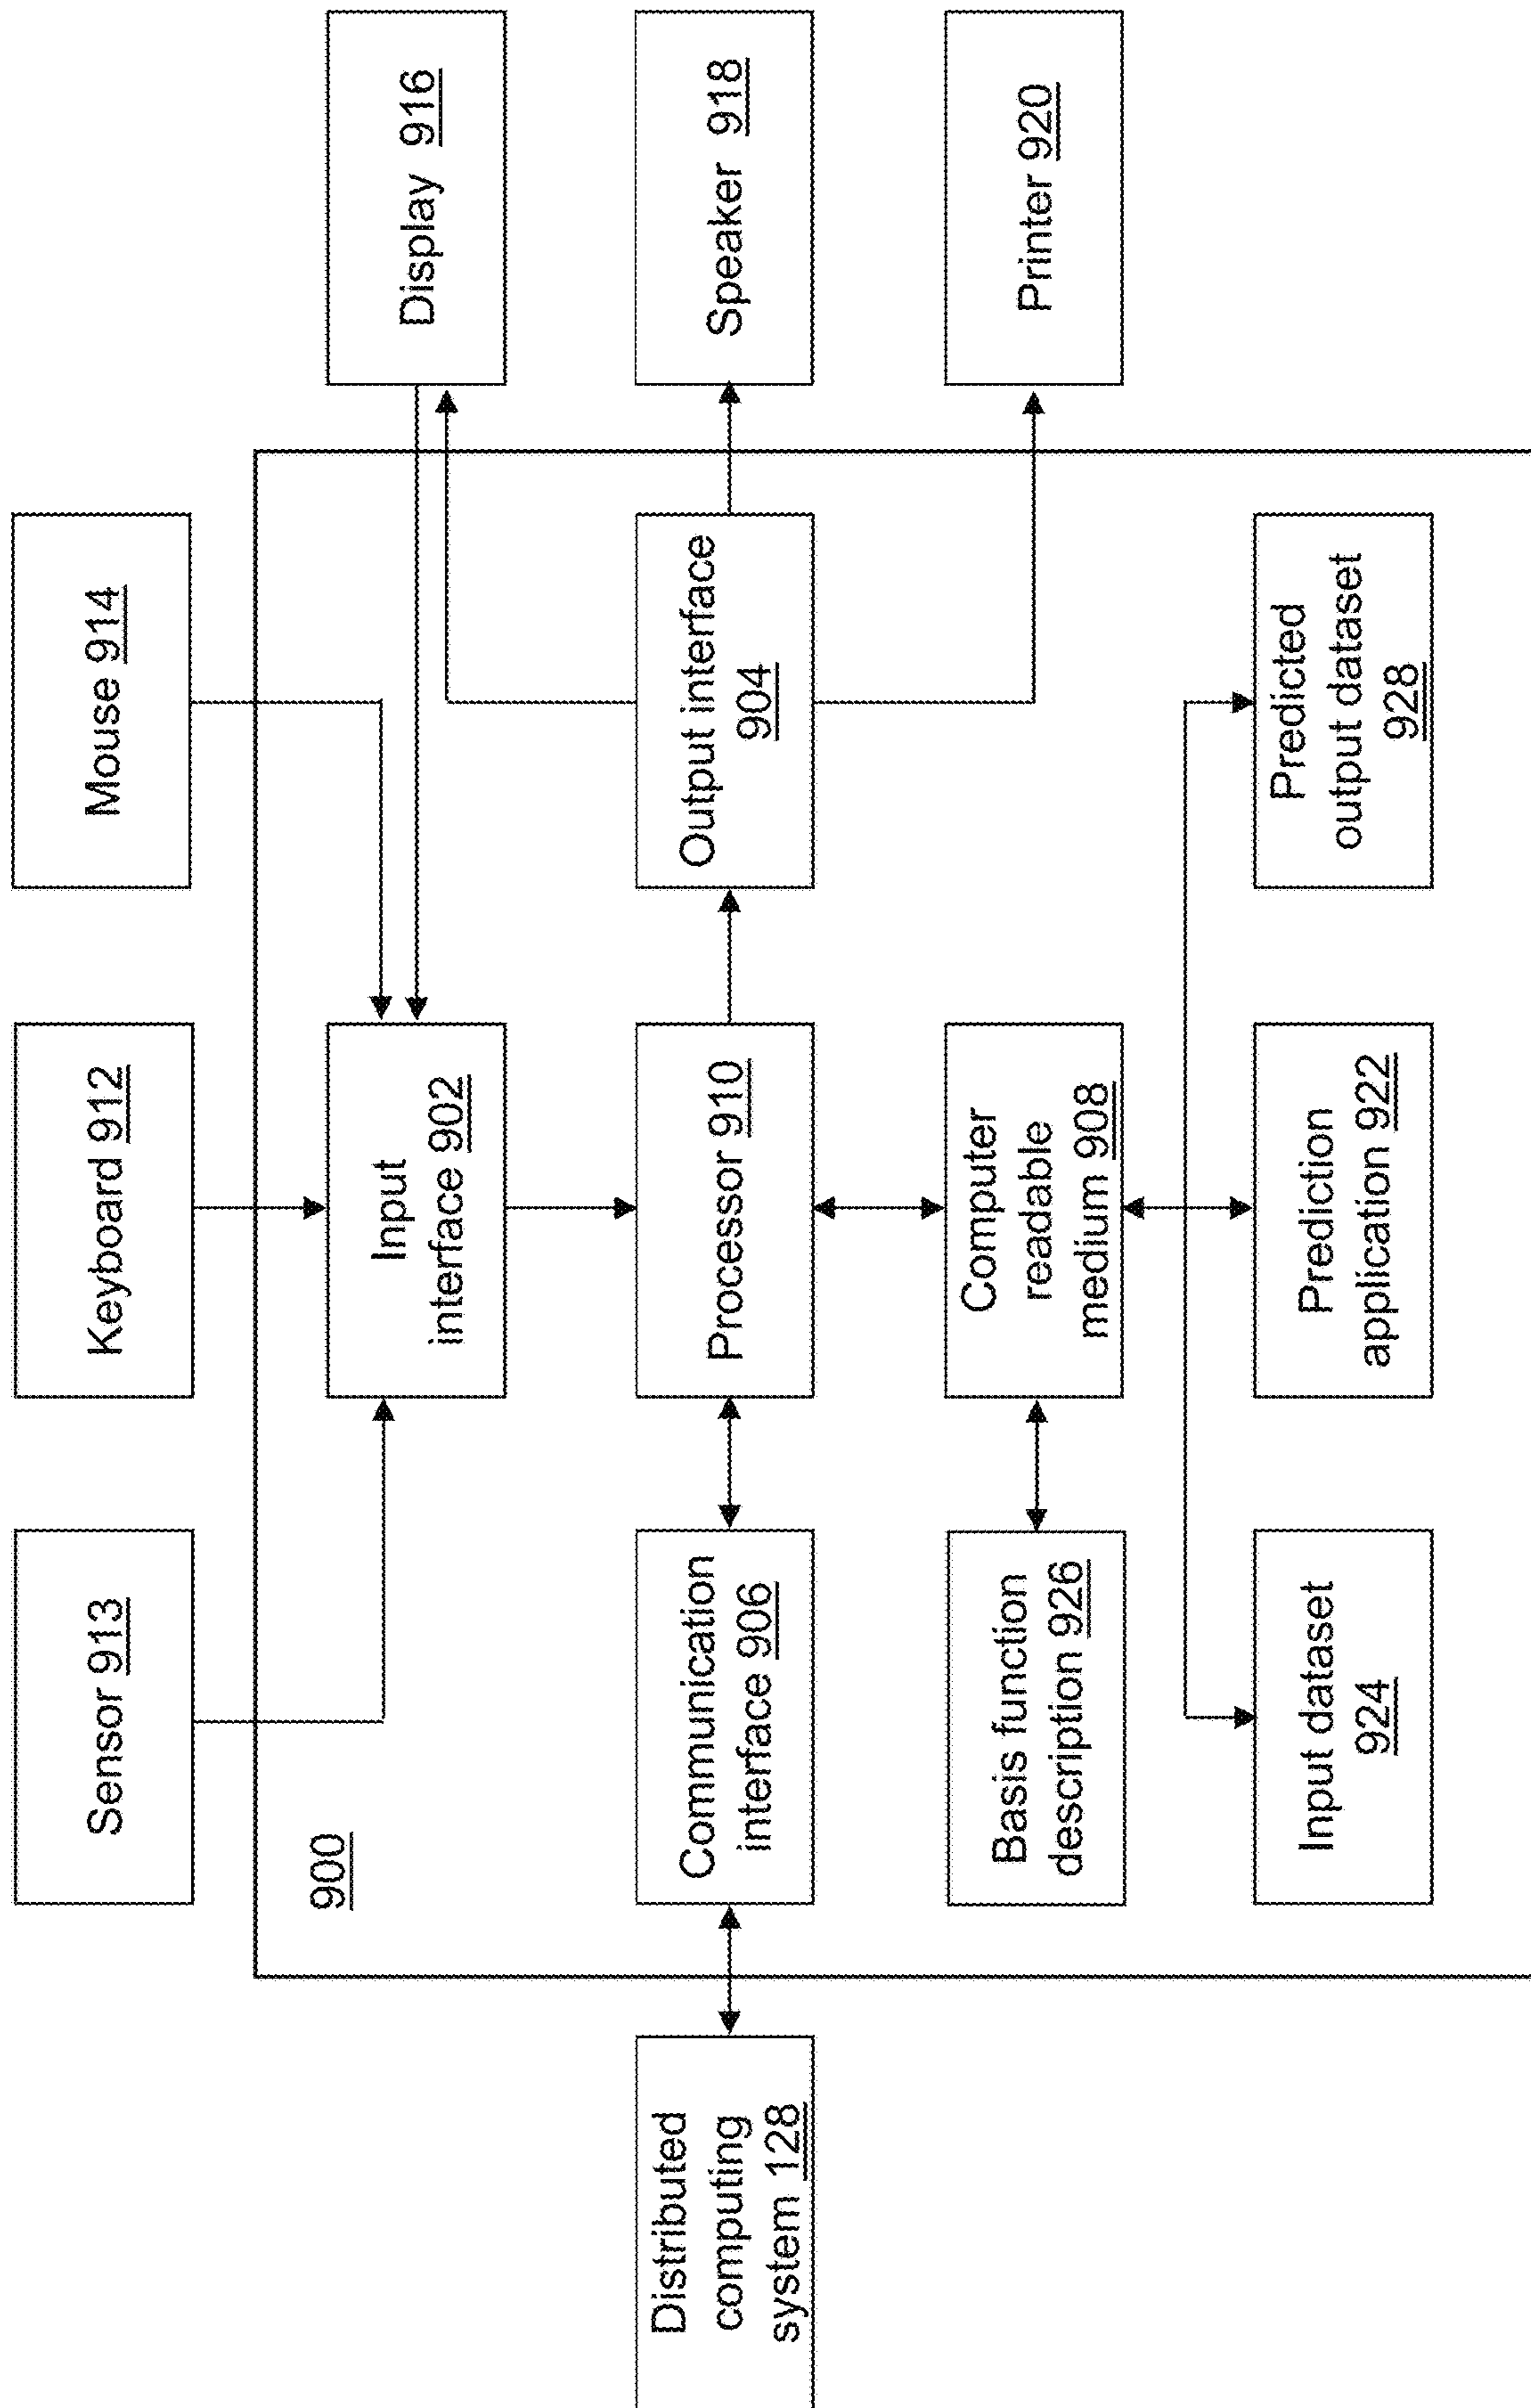 Sensor 913
Keyboard 912
Mouse 914
900
Input
interface 902
Display 916
Distributed
computing
system 128
Communication
interface 906
Processor 910
Output interface
904
Speaker 918
Basis function
description 926
Computer
readable
medium 908
Printer 920
Input dataset
924
Prediction
application 922
Predicted
output dataset
928